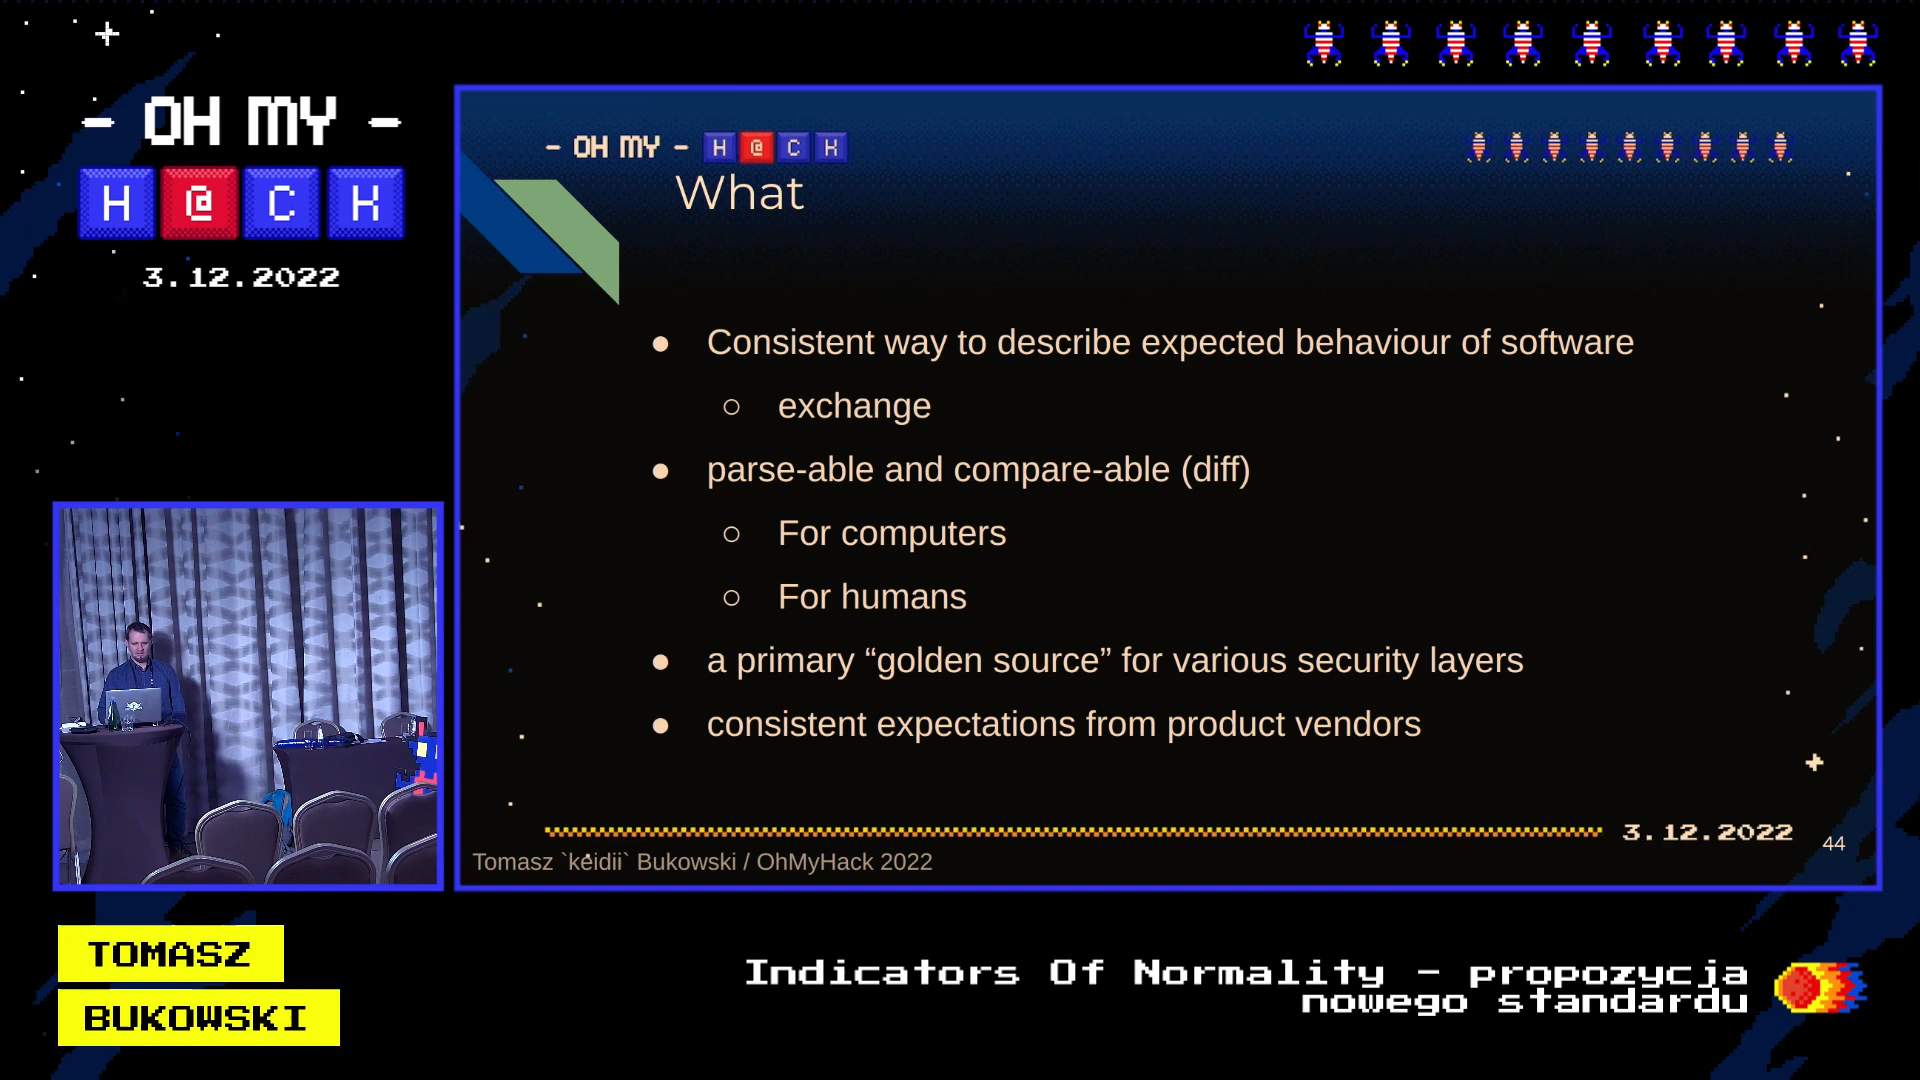 - OH MY -
H @ C K
3.12.2022
- OH MY - H @ C K
What
● Consistent way to describe expected behaviour of software
○ exchange
● parse-able and compare-able (diff)
○ For computers
○ For humans
● a primary “golden source” for various security layers
● consistent expectations from product vendors
3.12.2022
44
Tomasz `keidii` Bukowski / OhMyHack 2022
TOMASZ
BUKOWSKI
Indicators Of Normality - propozycja
nowego standardu